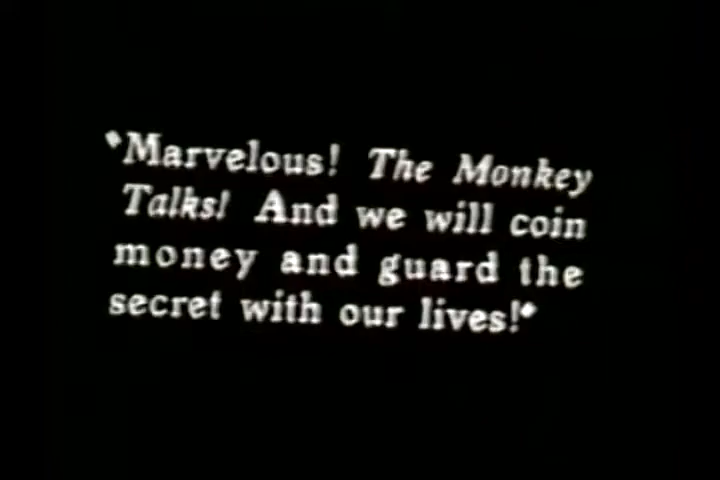 "Marvelous! The Monkey
Talks! And we will coin
money and guard the
secret with our lives!"